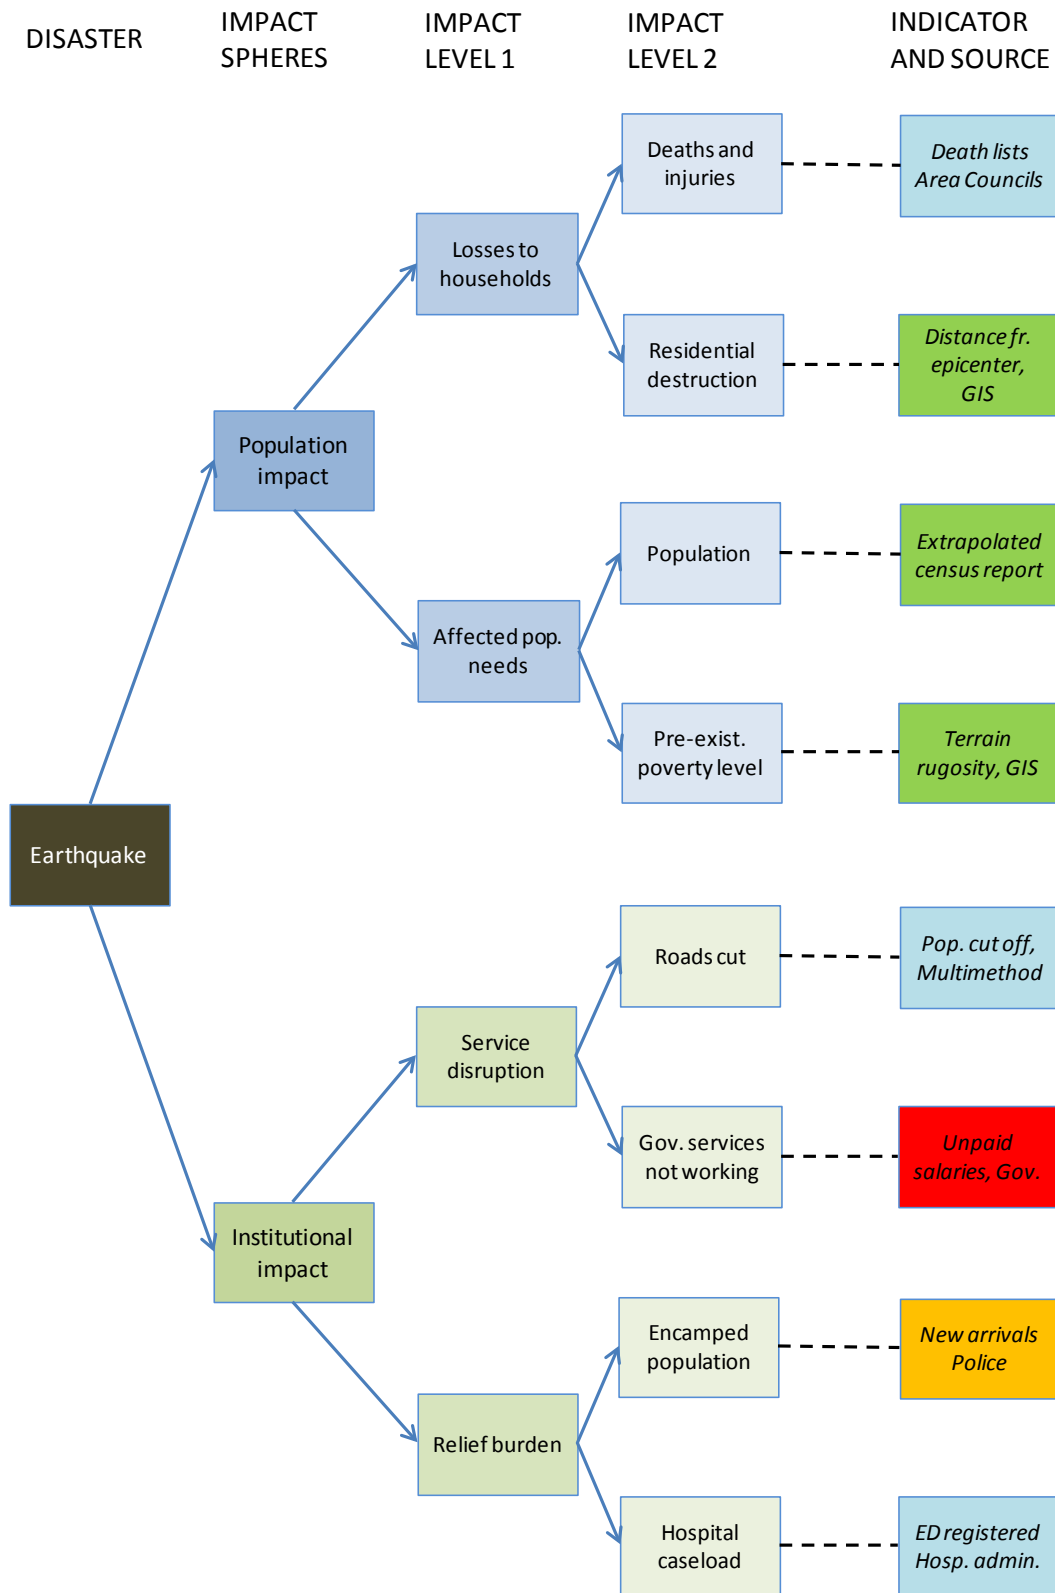 DISASTER
IMPACT
SPHERES
IMPACT
LEVEL 1
IMPACT
LEVEL 2
INDICATOR
AND SOURCE
Deaths and
injuries
Death lists
Area Councils
Losses to
households
Residential
destruction
Distance fr.
epicenter,
GIS
Population
impact
Population
Extrapolated
census report
Affected pop.
needs
Pre-exist.
poverty level
Terrain
rugosity, GIS
Earthquake
Roads cut
Pop. cut off,
Multimethod
Service
disruption
Gov. services
not working
Unpaid
salaries, Gov.
Institutional
impact
Encamped
population
New arrivals
Police
Relief burden
Hospital
caseload
ED registered
Hosp. admin.